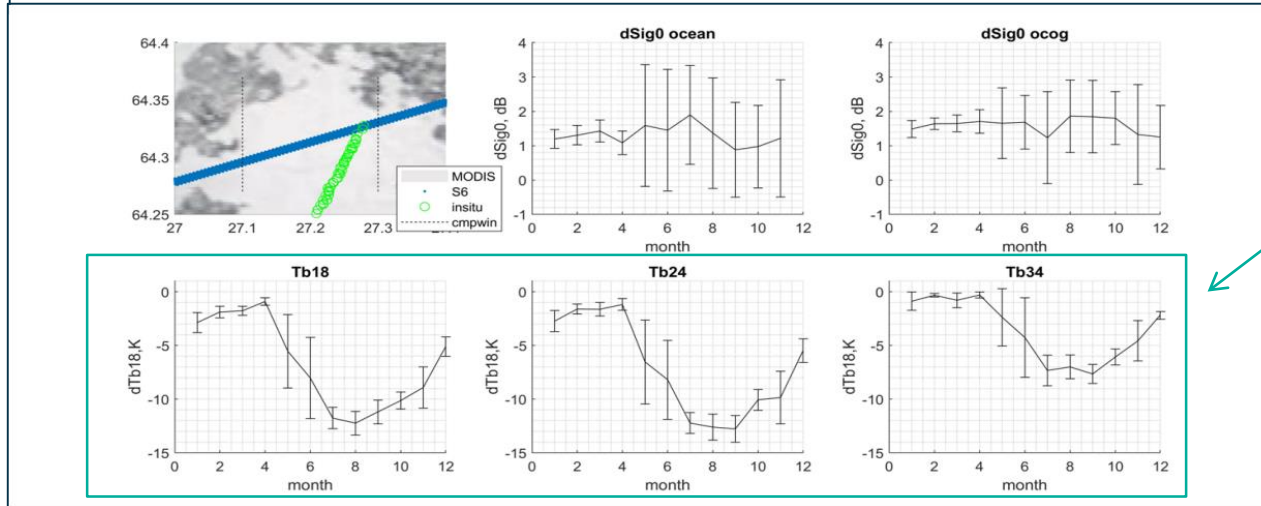 64.4
64.35
64.3
64.25
27
27.1
27.2
27.3
MODIS
S6
insitu
cmpwin
dSig0 ocean
dSig0, dB
4
3
2
1
0
-1
0 2 4 6 8 10 12
month
dSig0 ocog
dSig0, dB
4
3
2
1
0
-1
0 2 4 6 8 10 12
month
Tb18
dTb18,K
0
-5
-10
-15
0 2 4 6 8 10 12
month
Tb24
dTb18,K
0
-5
-10
-15
0 2 4 6 8 10 12
month
Tb34
dTb18,K
0
-5
-10
-15
0 2 4 6 8 10 12
month